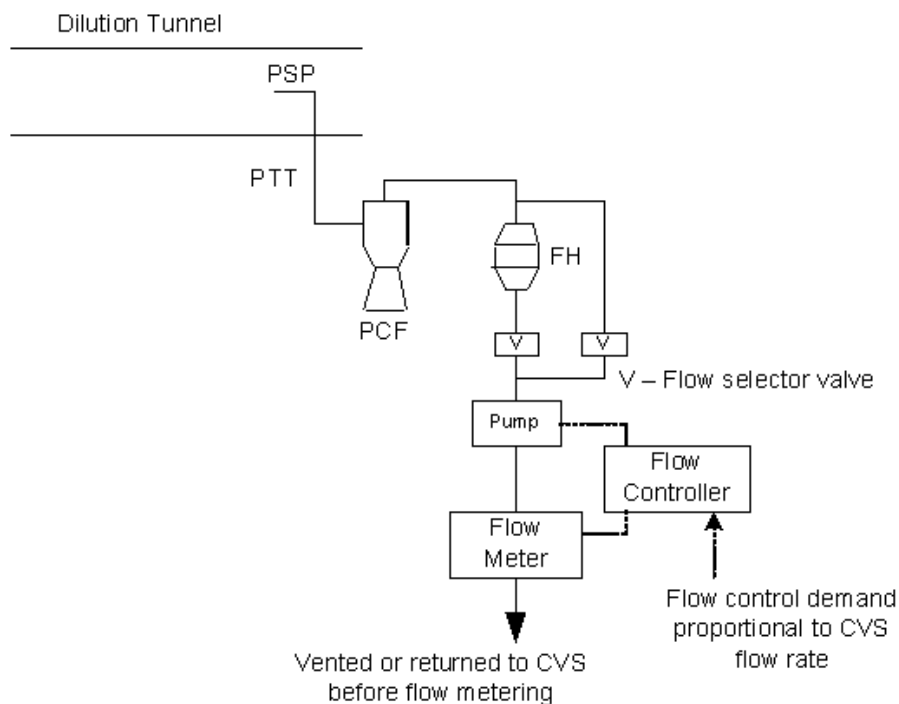 Dilution Tunnel
PSP
PTT
FH
PCF
V
V
V – Flow selector valve
Pump
Flow
Controller
Flow
Meter
Flow control demand
proportional to CVS
flow rate
Vented or returned to CVS
before flow metering